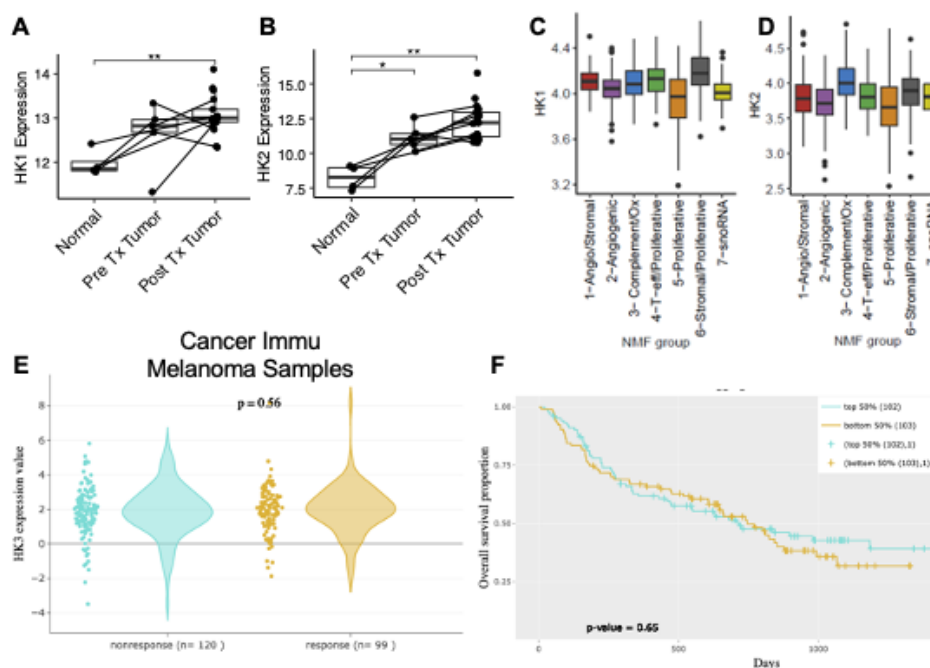 A
**
HK1 Expression
13
12
Normal
Pre Tx Tumor
Post Tx Tumor
B
**
*
HK2 Expression
15.0
12.5
10.0
7.5
Normal
Pre Tx Tumor
Post Tx Tumor
C
HK1
4.4
4.0
3.6
3.2
1-Angio/Stromal
2-Angiogenic
3- Complement/Ox
4-T-eff/Proliferative
5-Proliferative
6-Stromal/Proliferative
7-snoRNA
NMF group
D
HK2
4.5
4.0
3.5
3.0
2.5
1-Angio/Stromal
2-Angiogenic
3- Complement/Ox
4-T-eff/Proliferative
5-Proliferative
6-Stromal/Proliferative
NMF group
E
Cancer Immu
Melanoma Samples
p = 0.56
HK3 expression value
8
6
4
2
0
−2
−4
nonresponse (n= 120 )
response (n= 99 )
F
top 50% (102)
bottom 50% (103)
(top 50% (102),1)
(bottom 50% (103),1)
Overall survival proportion
1.00
0.75
0.50
0.25
p-value = 0.65
0
500
1000
Days